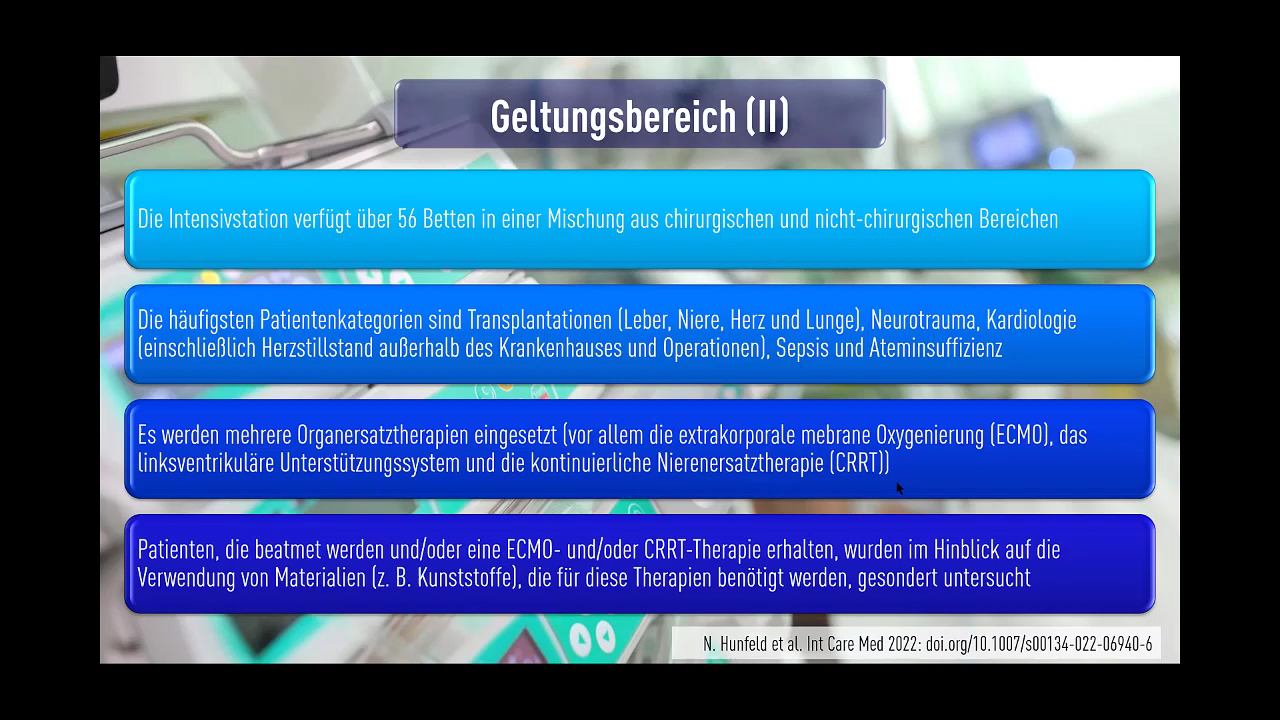 Geltungsbereich (II)
Die Intensivstation verfügt über 56 Betten in einer Mischung aus chirurgischen und nicht-chirurgischen Bereichen
Die häufigsten Patientenkategorien sind Transplantationen (Leber, Niere, Herz und Lunge), Neurotrauma, Kardiologie
(einschließlich Herzstillstand außerhalb des Krankenhauses und Operationen), Sepsis und Ateminsuffizienz
Es werden mehrere Organersatztherapien eingesetzt (vor allem die extrakorporale mebrane Oxygenierung (ECMO), das
linksventrikuläre Unterstützungssystem und die kontinuierliche Nierenersatztherapie (CRRT))
Patienten, die beatmet werden und/oder eine ECMO- und/oder CRRT-Therapie erhalten, wurden im Hinblick auf die
Verwendung von Materialien (z. B. Kunststoffe), die für diese Therapien benötigt werden, gesondert untersucht
N. Hunfeld et al. Int Care Med 2022: doi.org/10.1007/s00134-022-06940-6